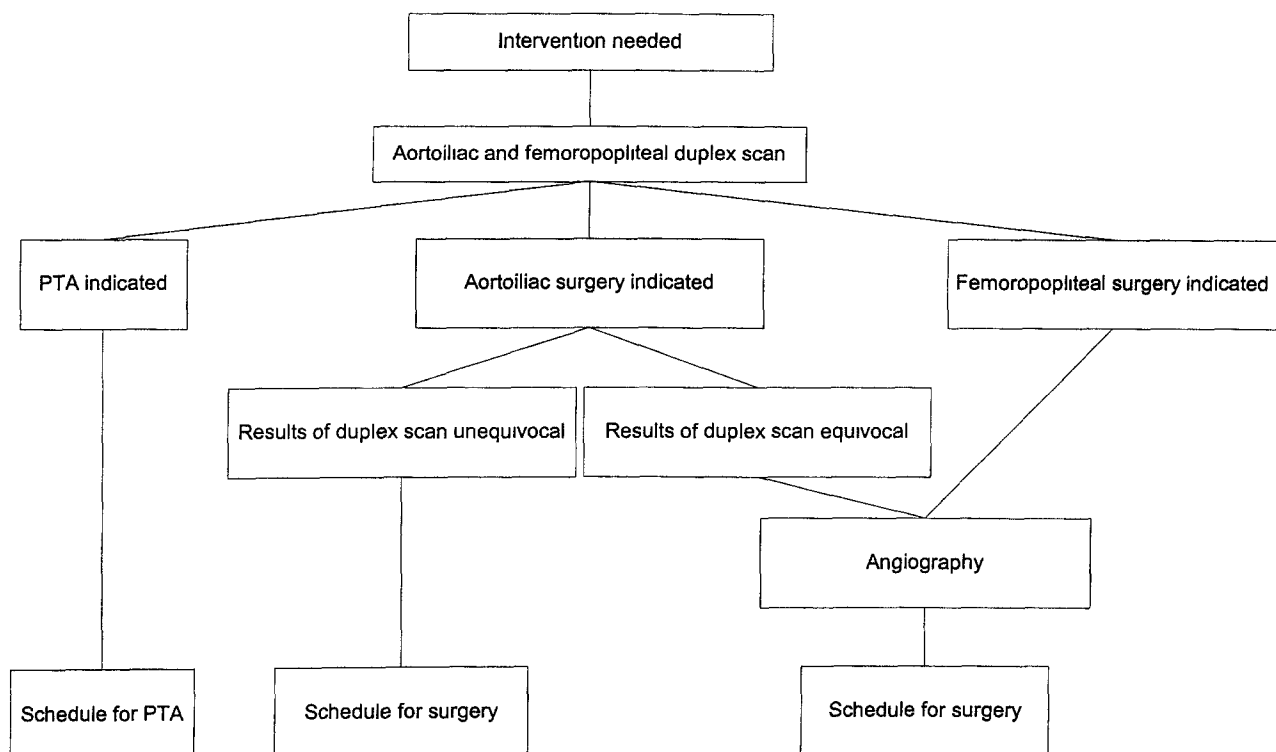 Intervention needed
Aortoiliac and femoropopliteal duplex scan
PTA indicated
Aortoiliac surgery indicated
Femoropopliteal surgery indicated
Results of duplex scan unequivocal
Results of duplex scan equivocal
Angiography
Schedule for PTA
Schedule for surgery
Schedule for surgery